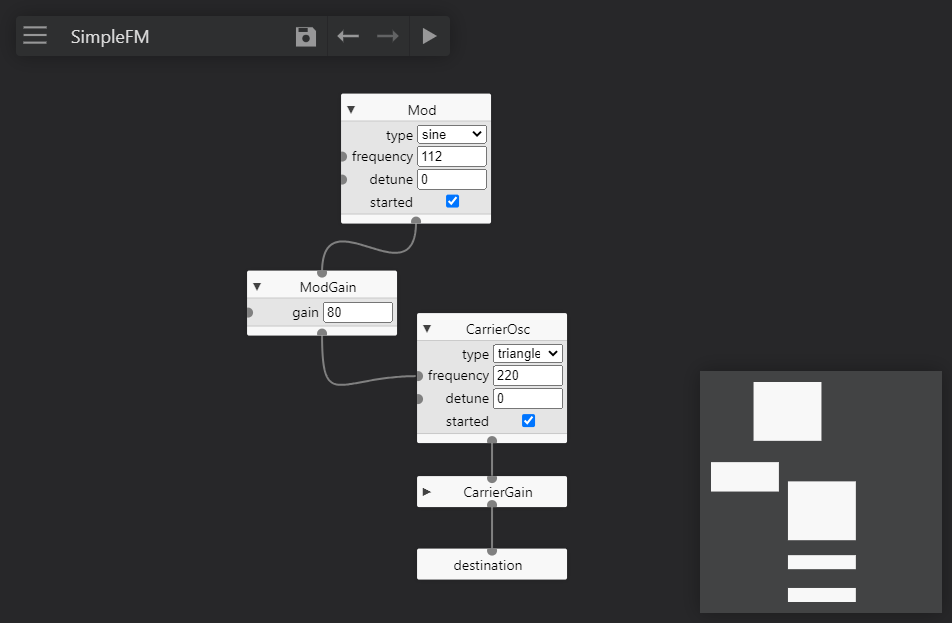 SimpleFM
Mod
type sine
frequency 112
detune 0
started
ModGain
gain 80
CarrierOsc
type triangle
frequency 220
detune 0
started
CarrierGain
destination